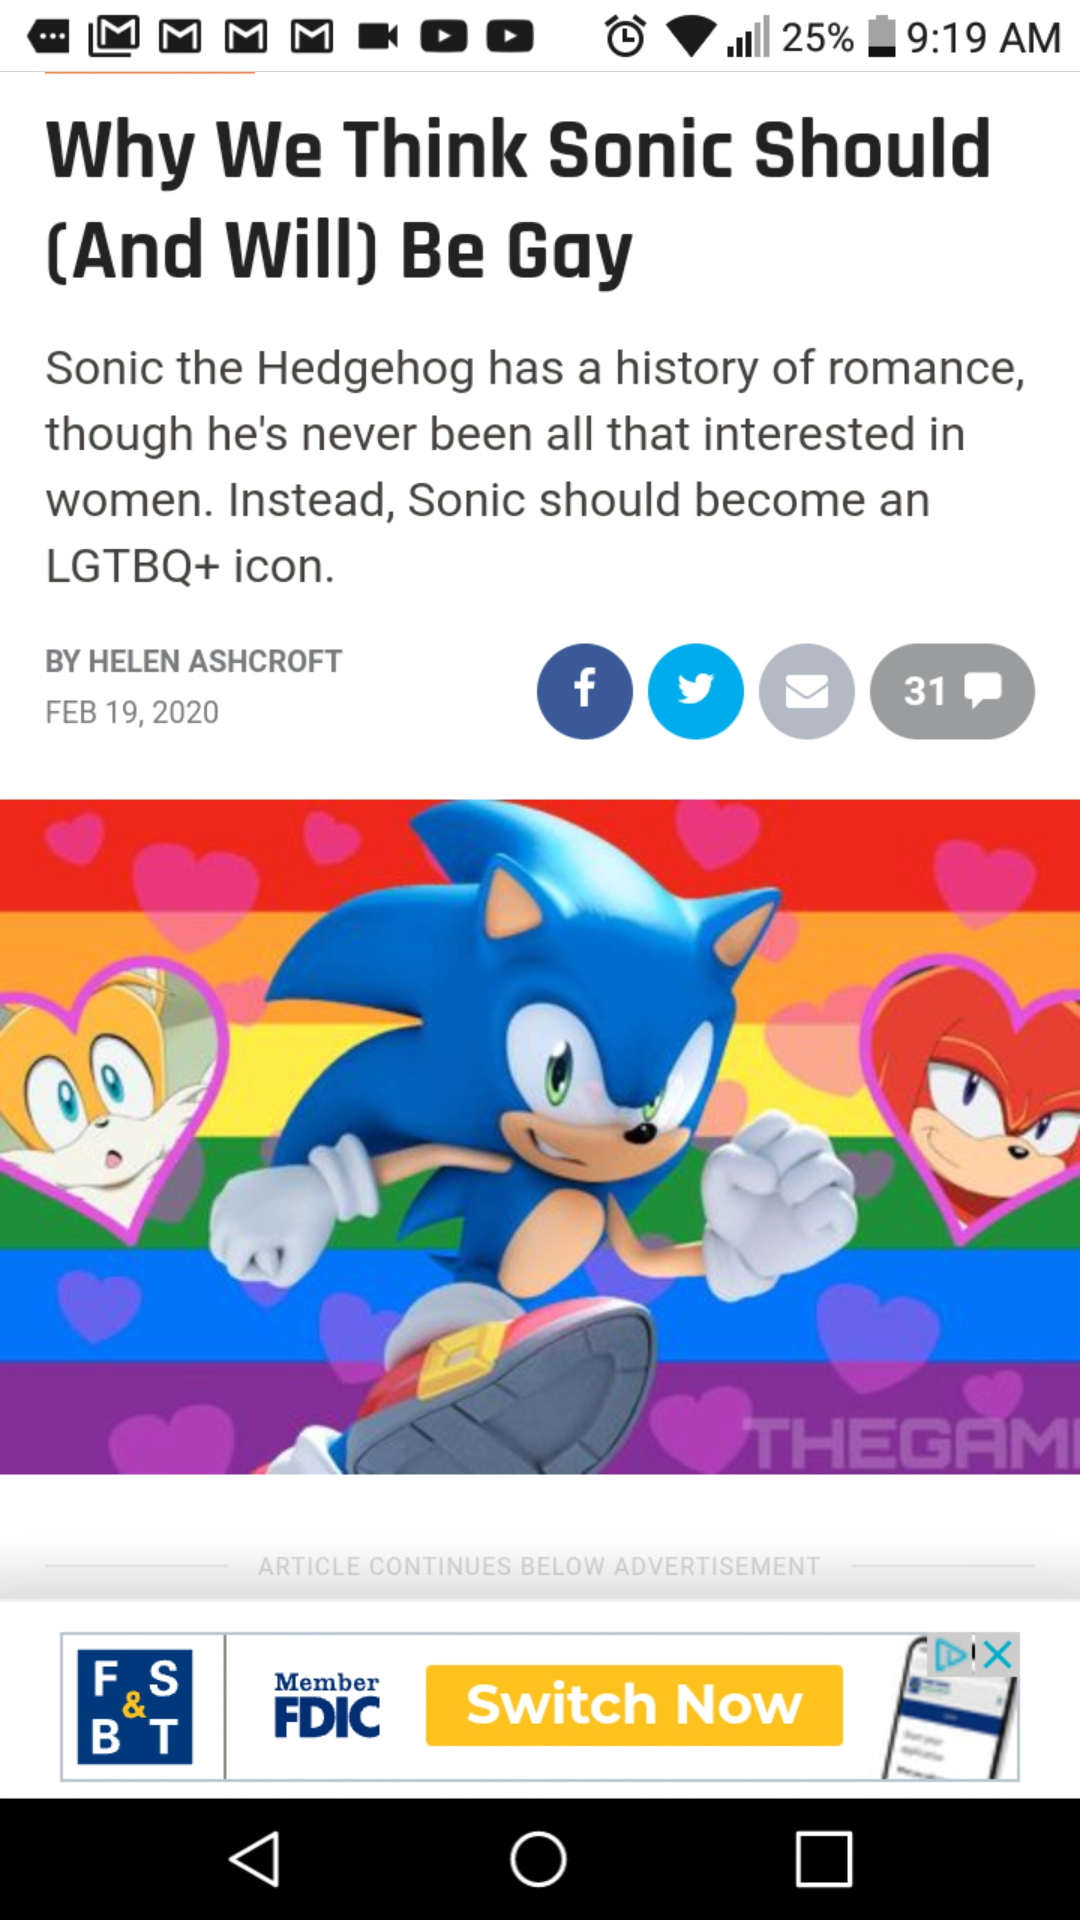 25% 9:19 AM
Why We Think Sonic Should
(And Will) Be Gay
Sonic the Hedgehog has a history of romance,
though he's never been all that interested in
women. Instead, Sonic should become an
LGTBQ+ icon.
BY HELEN ASHCROFT
FEB 19, 2020
31
THEGAM
ARTICLE CONTINUES BELOW ADVERTISEMENT
F S
&
B T
Member
FDIC
Switch Now